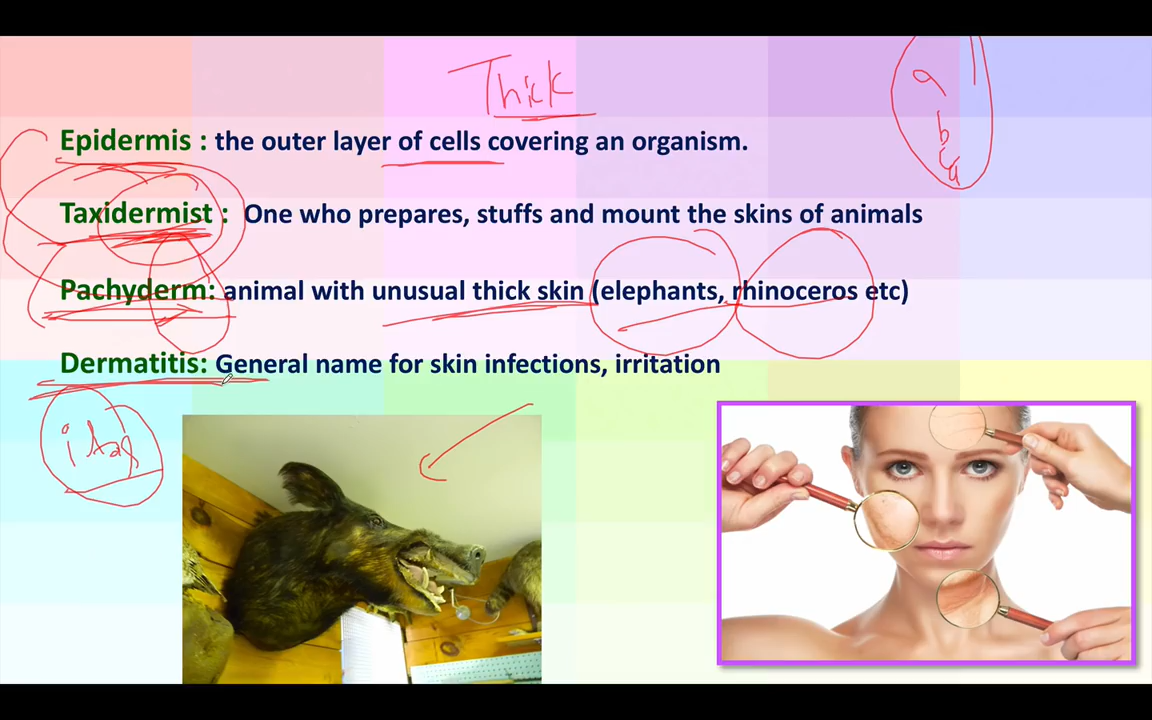 Thick
a
b
Epidermis : the outer layer of cells covering an organism.
Taxidermist : One who prepares, stuffs and mount the skins of animals
Pachyderm: animal with unusual thick skin (elephants, rhinoceros etc)
Dermatitis: General name for skin infections, irritation